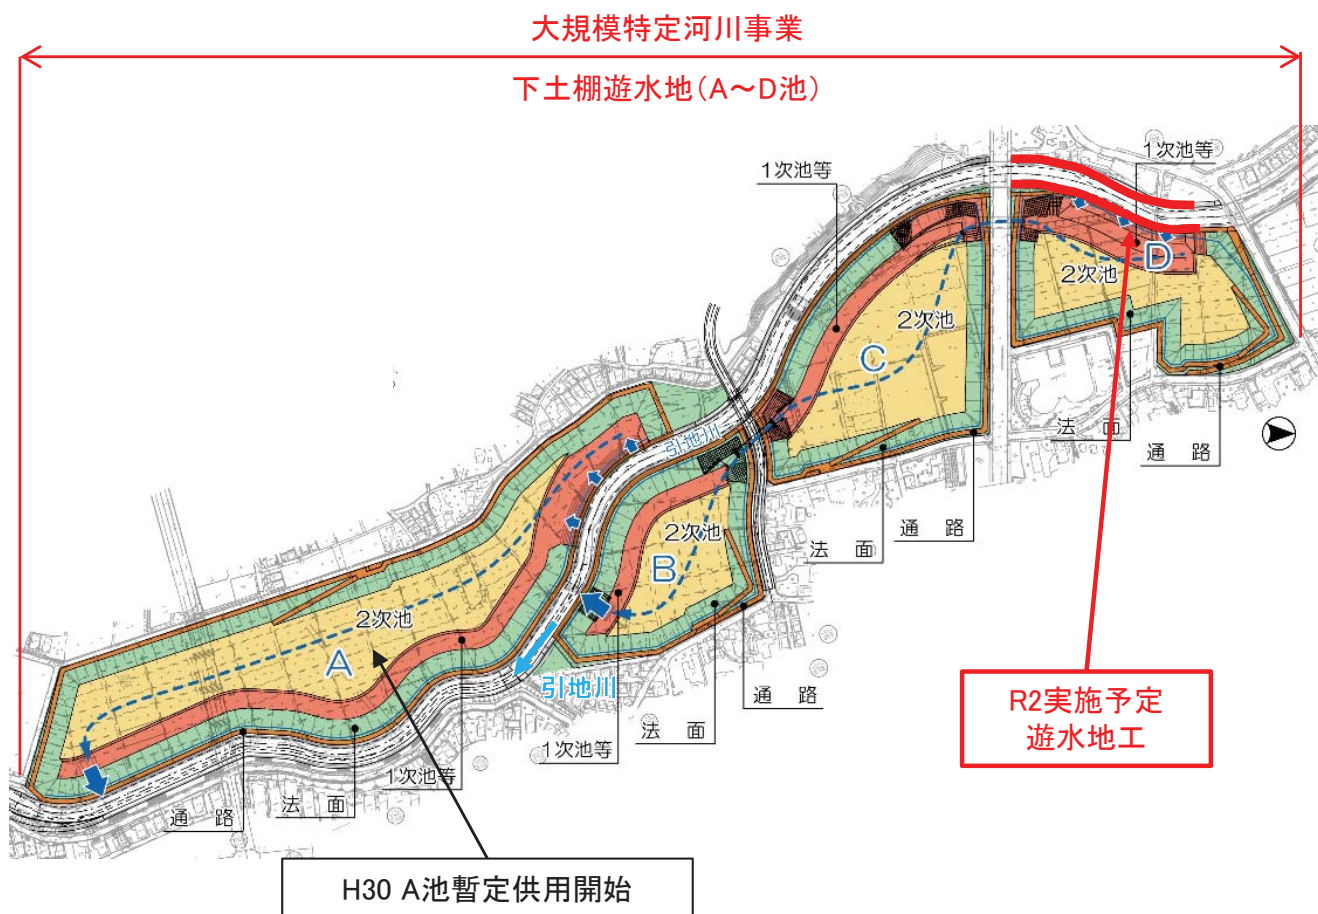 大規模特定河川事業
下土棚遊水地(A～D池)
1次池等
1次池等
D
2次池
2次池
C
法　面
通　路
引地川
通　路
法　面
2次池
B
2次池
A
引地川
通　路
法　面
1次池等
1次池等
法　面
通　路
R2実施予定
遊水地工
H30 A池暫定供用開始